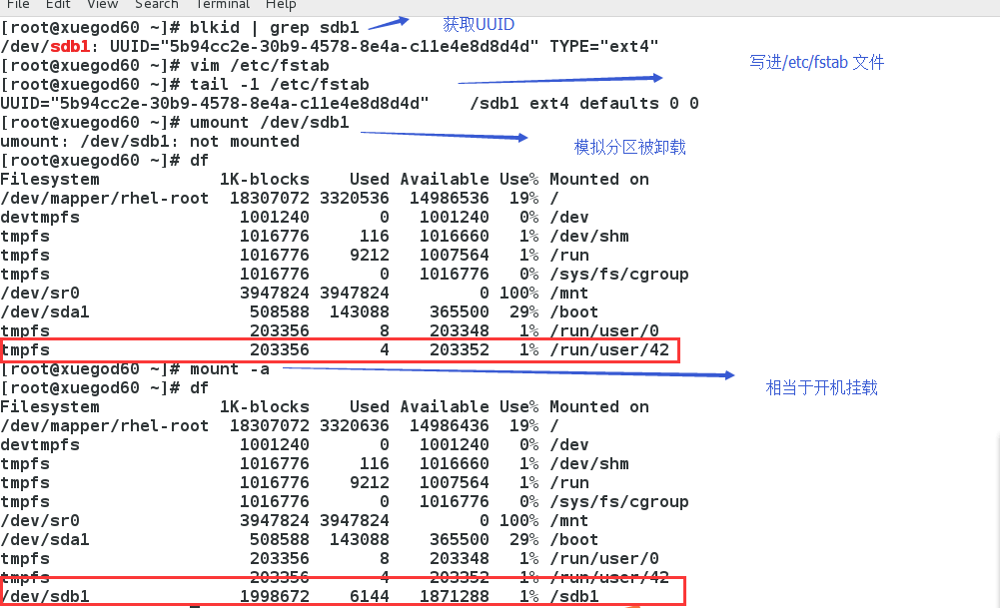 File Edit View Search Terminal Help
[root@xuegod60 ~]# blkid | grep sdb1 获取UUID
/dev/sdb1: UUID="5b94cc2e-30b9-4578-8e4a-c11e4e8d8d4d" TYPE="ext4"
[root@xuegod60 ~]# vim /etc/fstab 写进/etc/fstab 文件
[root@xuegod60 ~]# tail -1 /etc/fstab
UUID="5b94cc2e-30b9-4578-8e4a-c11e4e8d8d4d" /sdb1 ext4 defaults 0 0
[root@xuegod60 ~]# umount /dev/sdb1
umount: /dev/sdb1: not mounted 模拟分区被卸载
[root@xuegod60 ~]# df
Filesystem 1K-blocks Used Available Use% Mounted on
/dev/mapper/rhel-root 18307072 3320536 14986536 19% /
devtmpfs 1001240 0 1001240 0% /dev
tmpfs 1016776 116 1016660 1% /dev/shm
tmpfs 1016776 9212 1007564 1% /run
tmpfs 1016776 0 1016776 0% /sys/fs/cgroup
/dev/sr0 3947824 3947824 0 100% /mnt
/dev/sda1 508588 143088 365500 29% /boot
tmpfs 203356 8 203348 1% /run/user/0
tmpfs 203356 4 203352 1% /run/user/42
[root@xuegod60 ~]# mount -a
[root@xuegod60 ~]# df 相当于开机挂载
Filesystem 1K-blocks Used Available Use% Mounted on
/dev/mapper/rhel-root 18307072 3320636 14986436 19% /
devtmpfs 1001240 0 1001240 0% /dev
tmpfs 1016776 116 1016660 1% /dev/shm
tmpfs 1016776 9212 1007564 1% /run
tmpfs 1016776 0 1016776 0% /sys/fs/cgroup
/dev/sr0 3947824 3947824 0 100% /mnt
/dev/sda1 508588 143088 365500 29% /boot
tmpfs 203356 8 203348 1% /run/user/0
tmpfs 203356 4 203352 1% /run/user/42
/dev/sdb1 1998672 6144 1871288 1% /sdb1